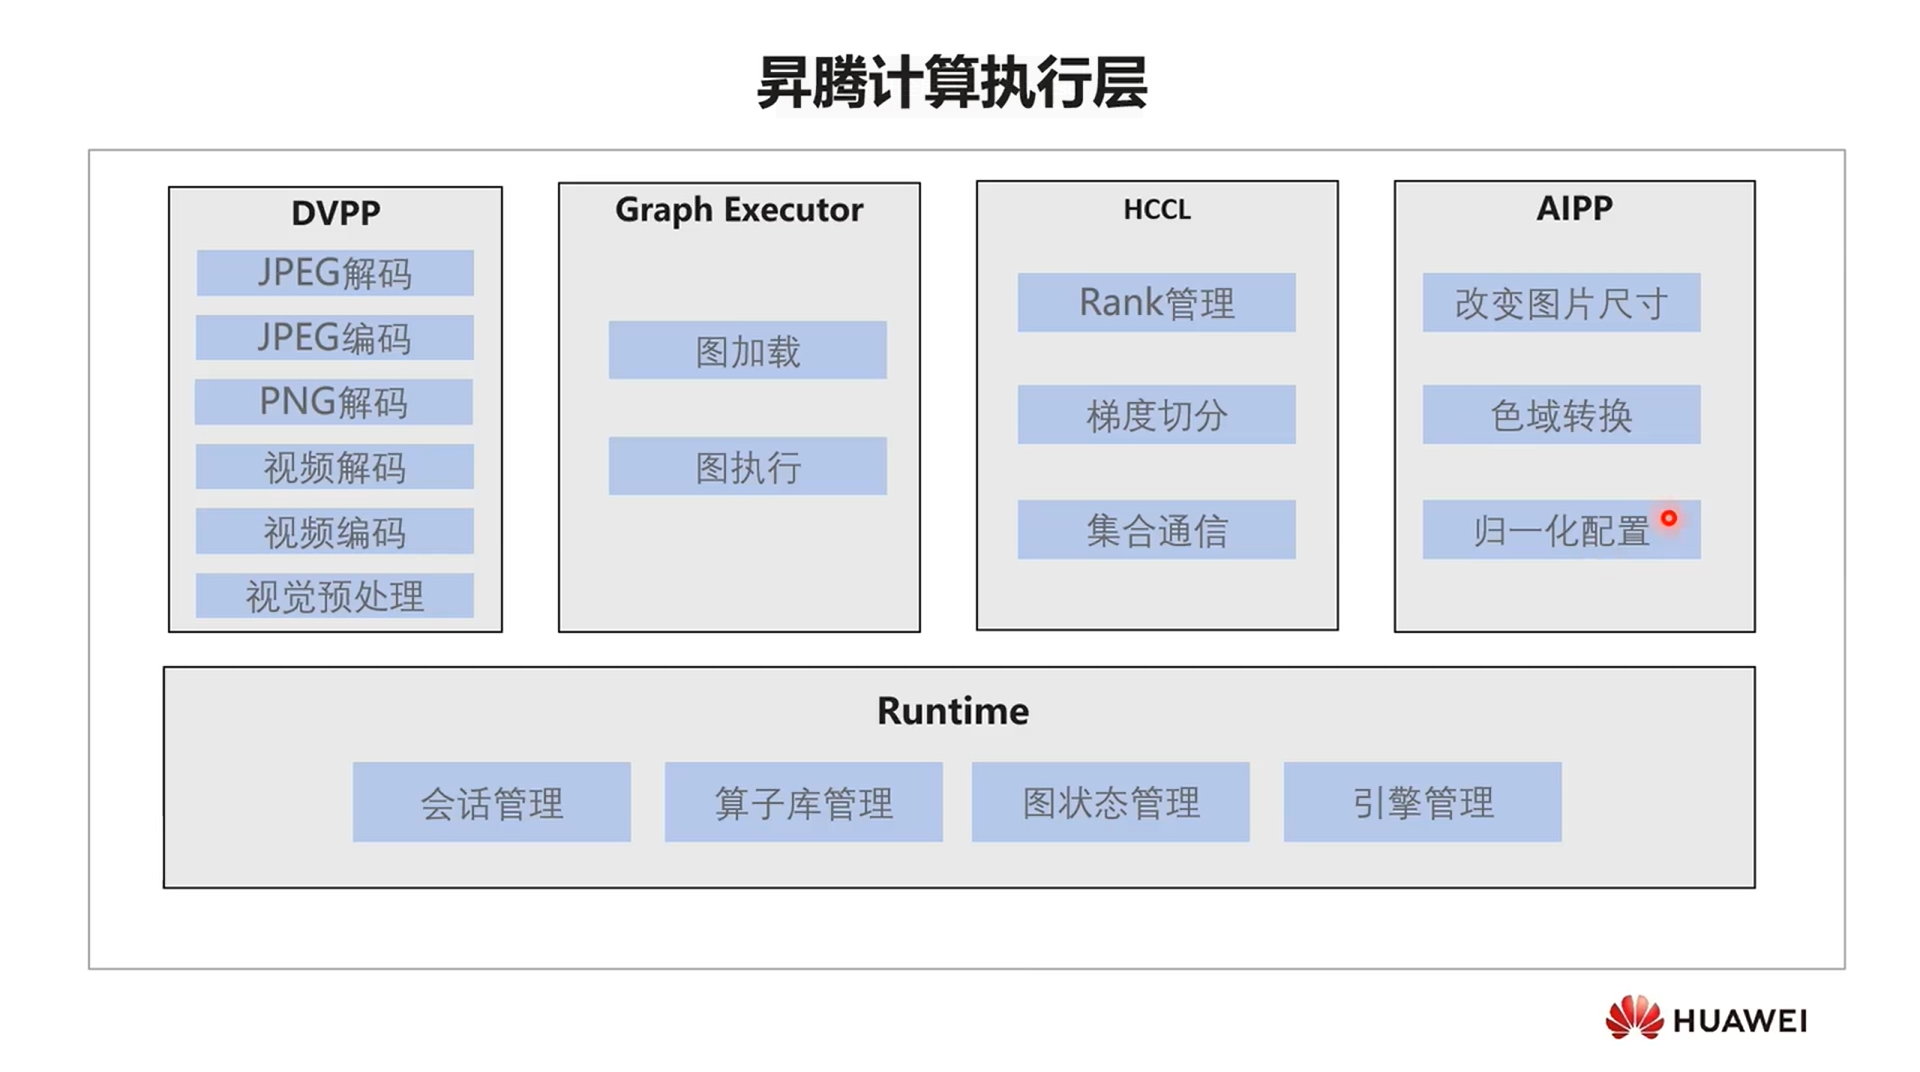 昇腾计算执行层
DVPP
JPEG解码
JPEG编码
PNG解码
视频解码
视频编码
视觉预处理
Graph Executor
图加载
图执行
HCCL
Rank管理
梯度切分
集合通信
AIPP
改变图片尺寸
色域转换
归一化配置
Runtime
会话管理
算子库管理
图状态管理
引擎管理
HUAWEI